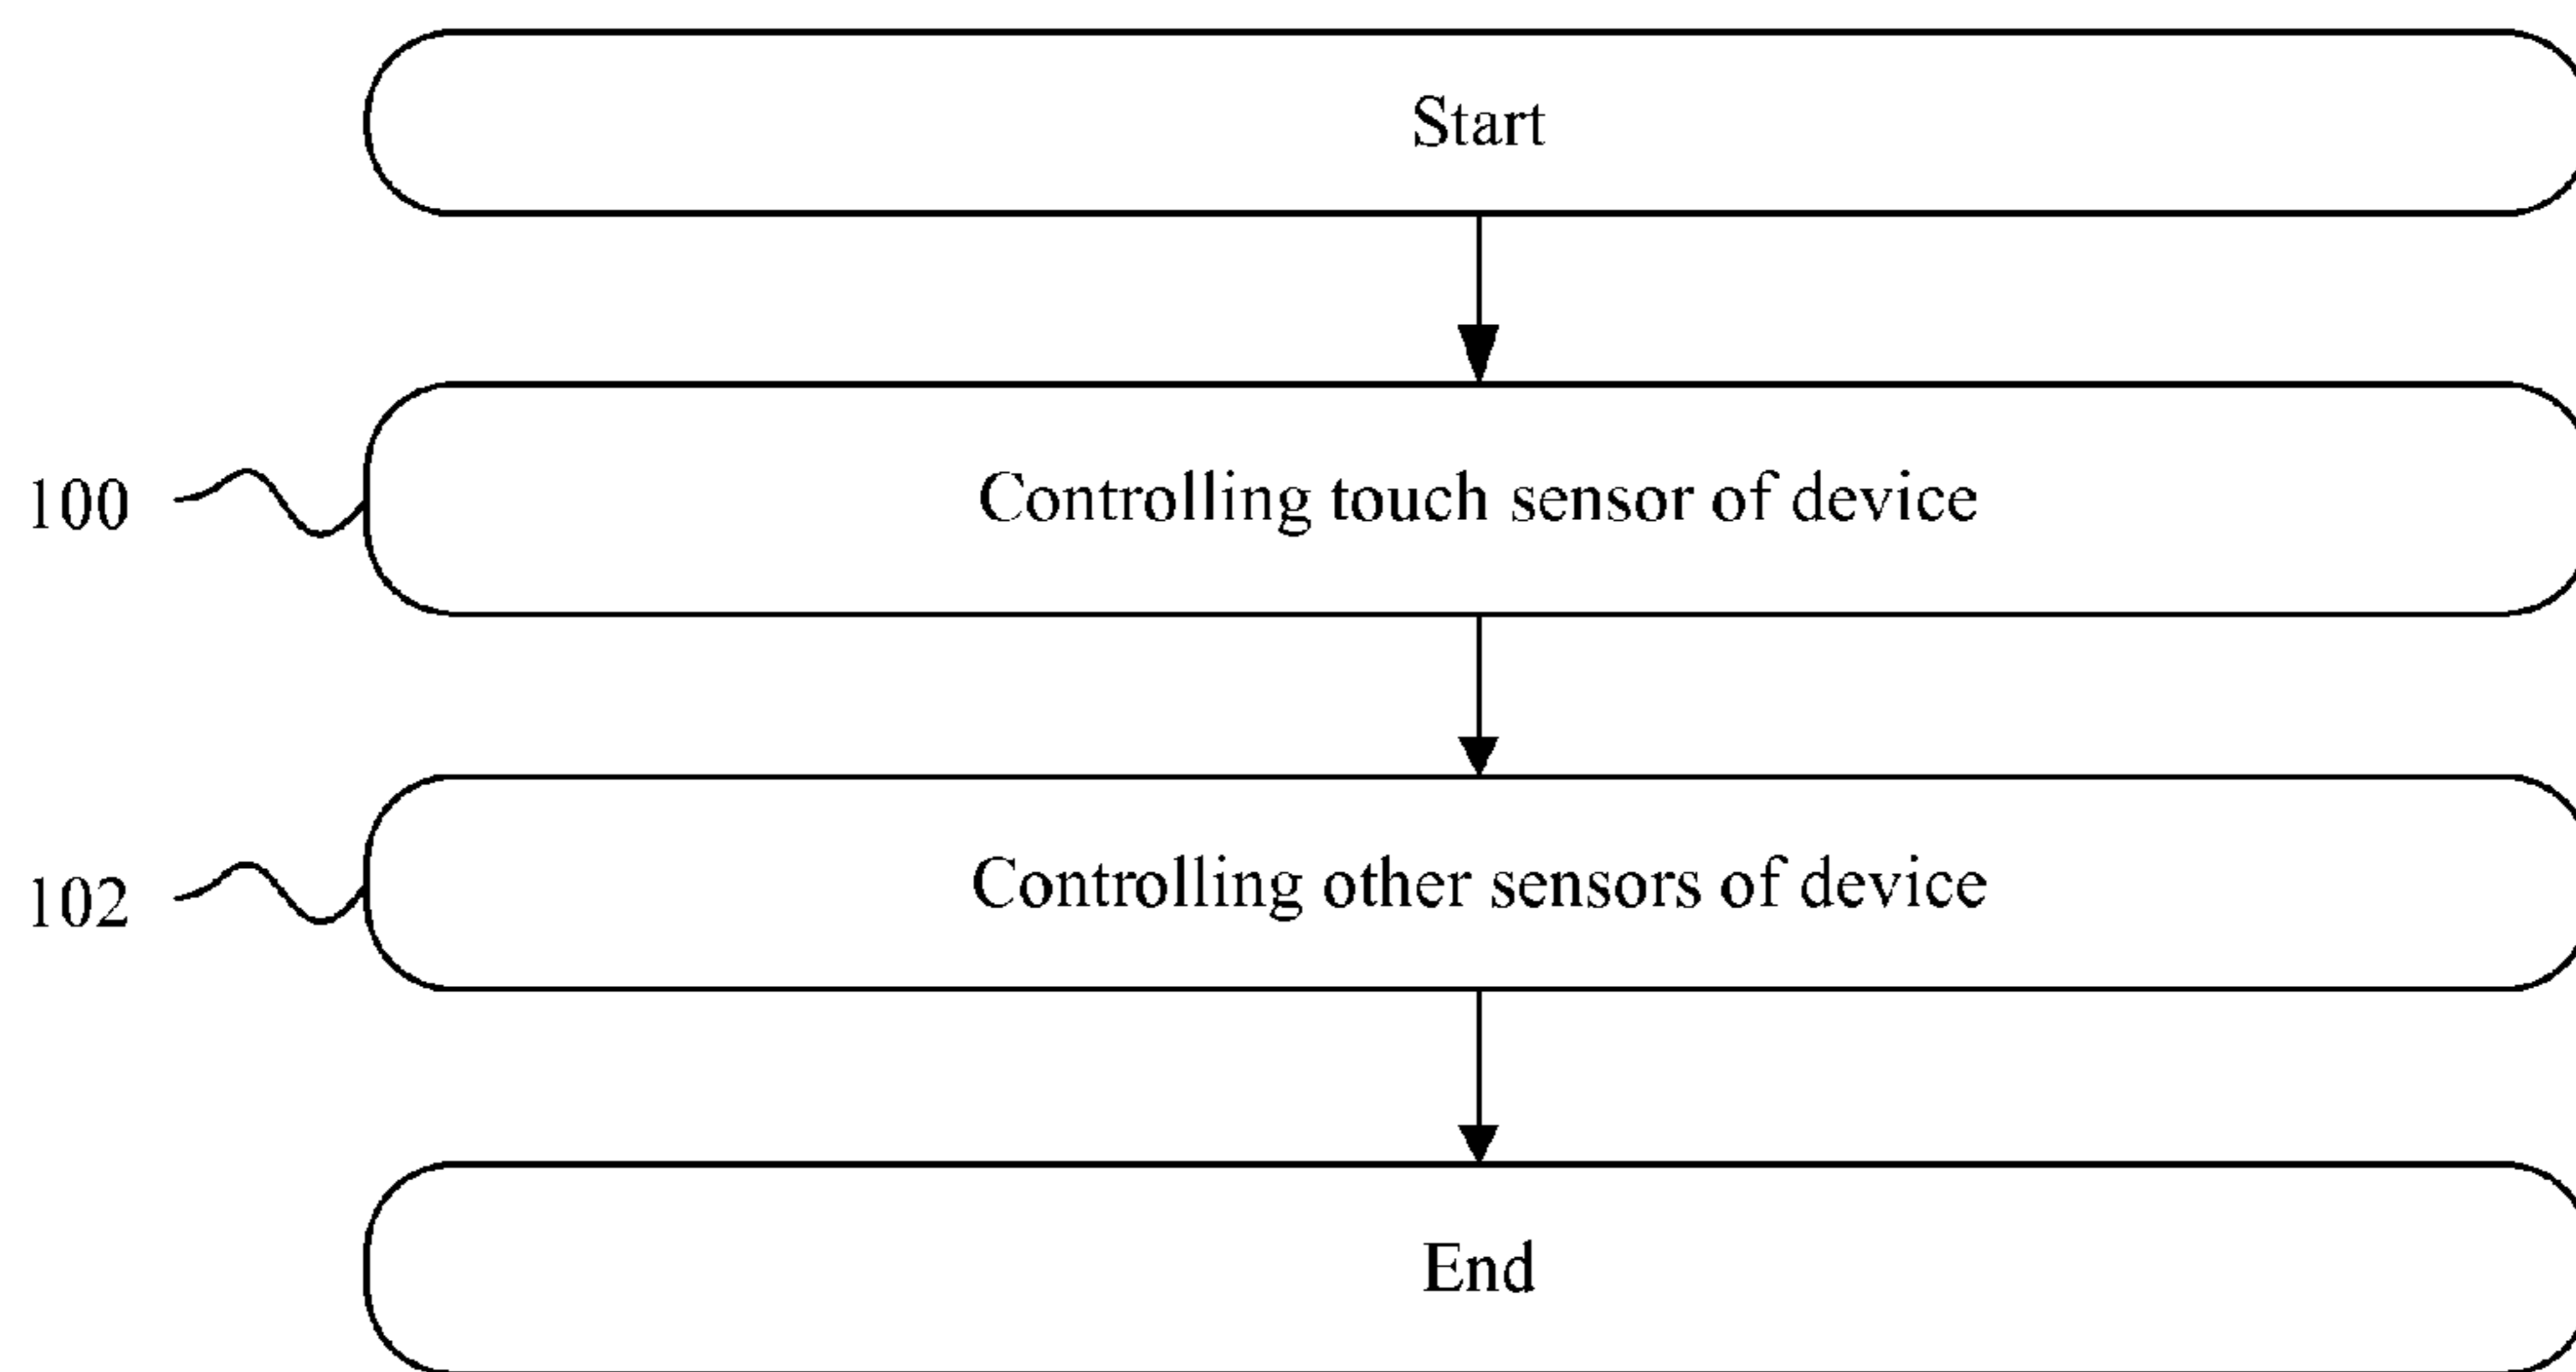 Start
100
Controlling touch sensor of device
102
Controlling other sensors of device
End